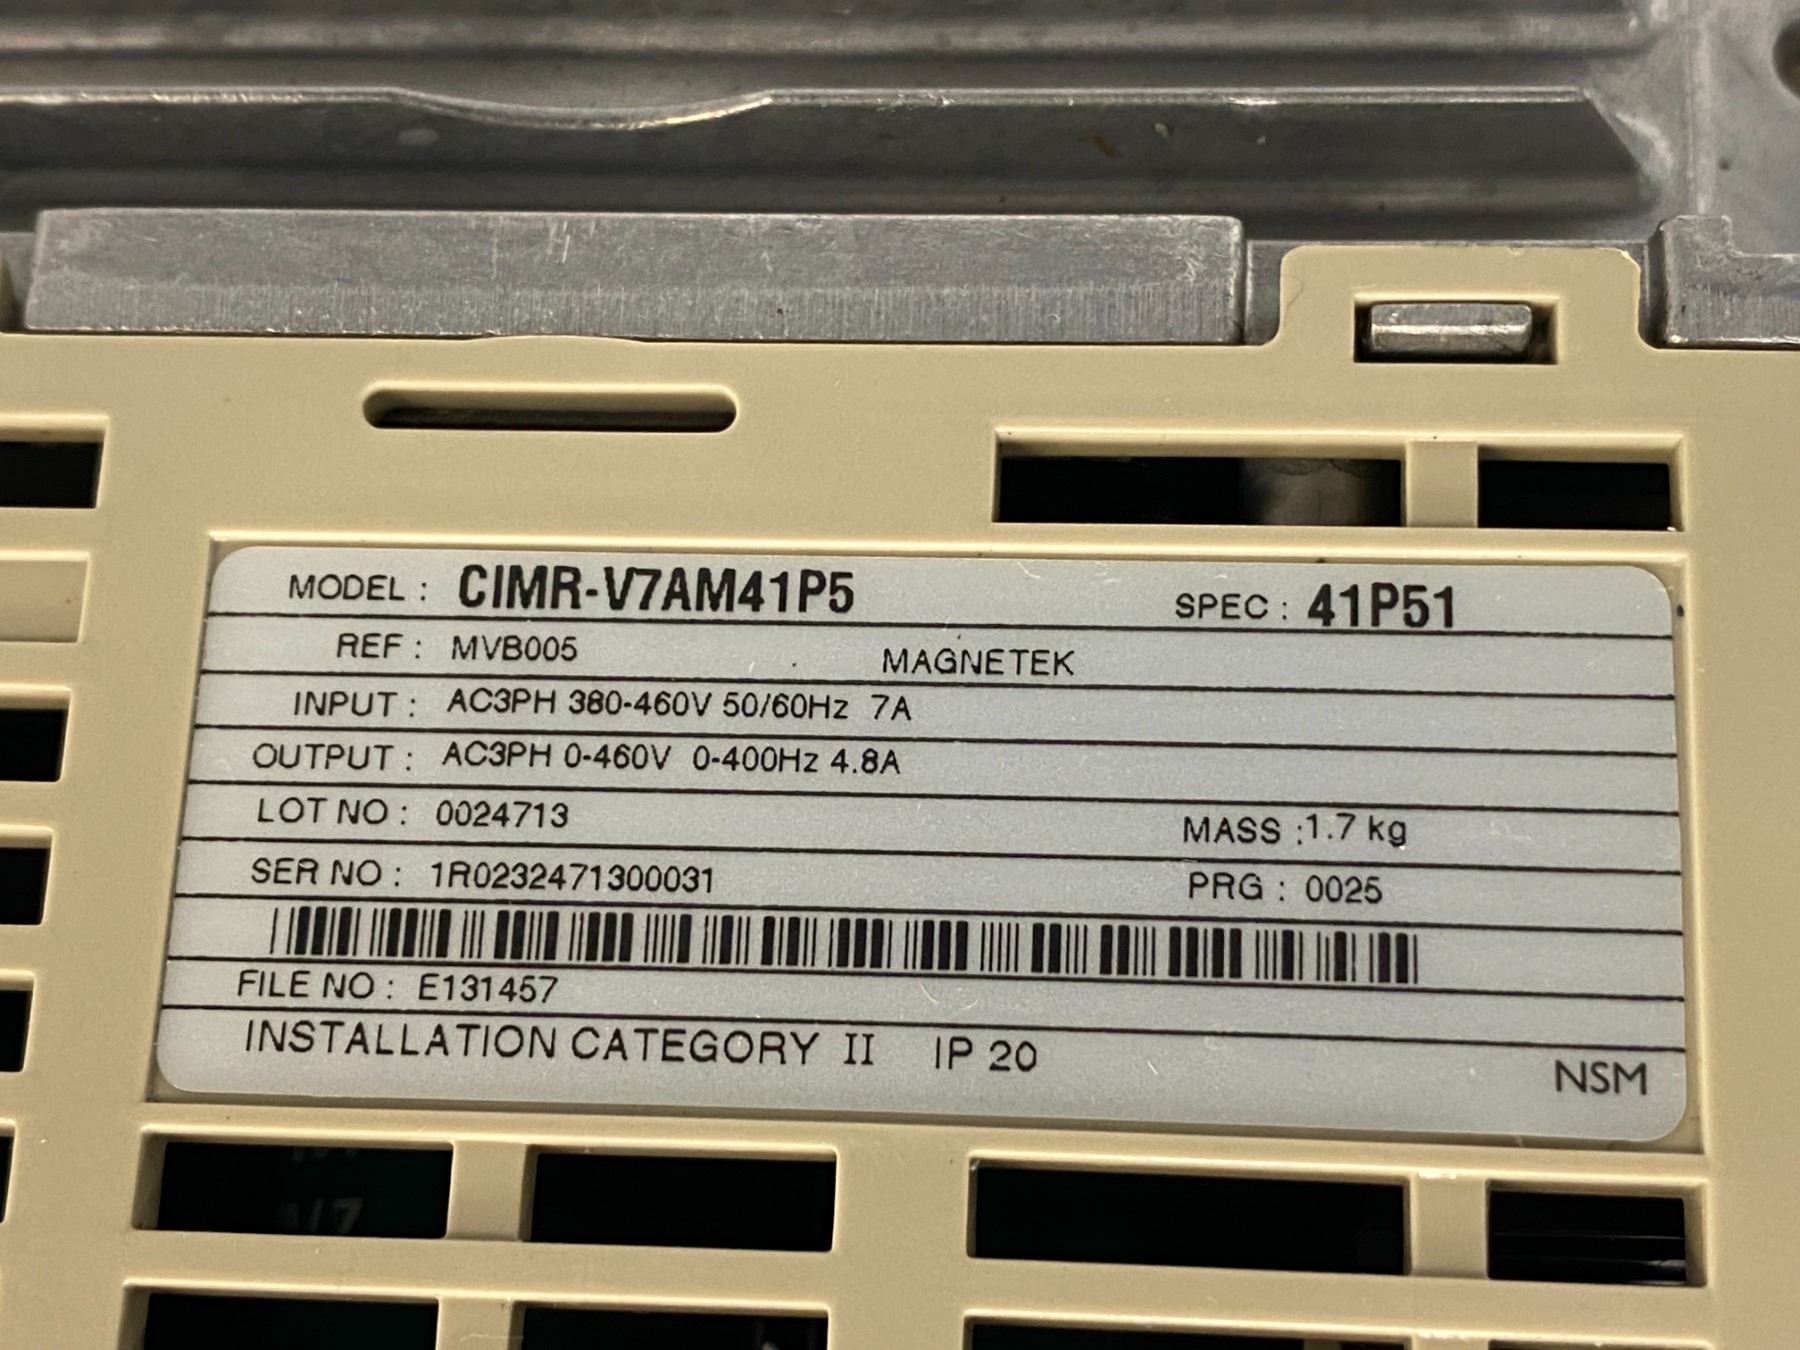 MODEL : CIMR-V7AM41P5 SPEC : 41P51
REF : MVB005 MAGNETEK
INPUT : AC3PH 380-460V 50/60Hz 7A
OUTPUT : AC3PH 0-460V 0-400Hz 4.8A
LOT NO : 0024713 MASS :1.7 kg
SER NO : 1R0232471300031 PRG : 0025
FILE NO : E131457
INSTALLATION CATEGORY II IP 20 NSM